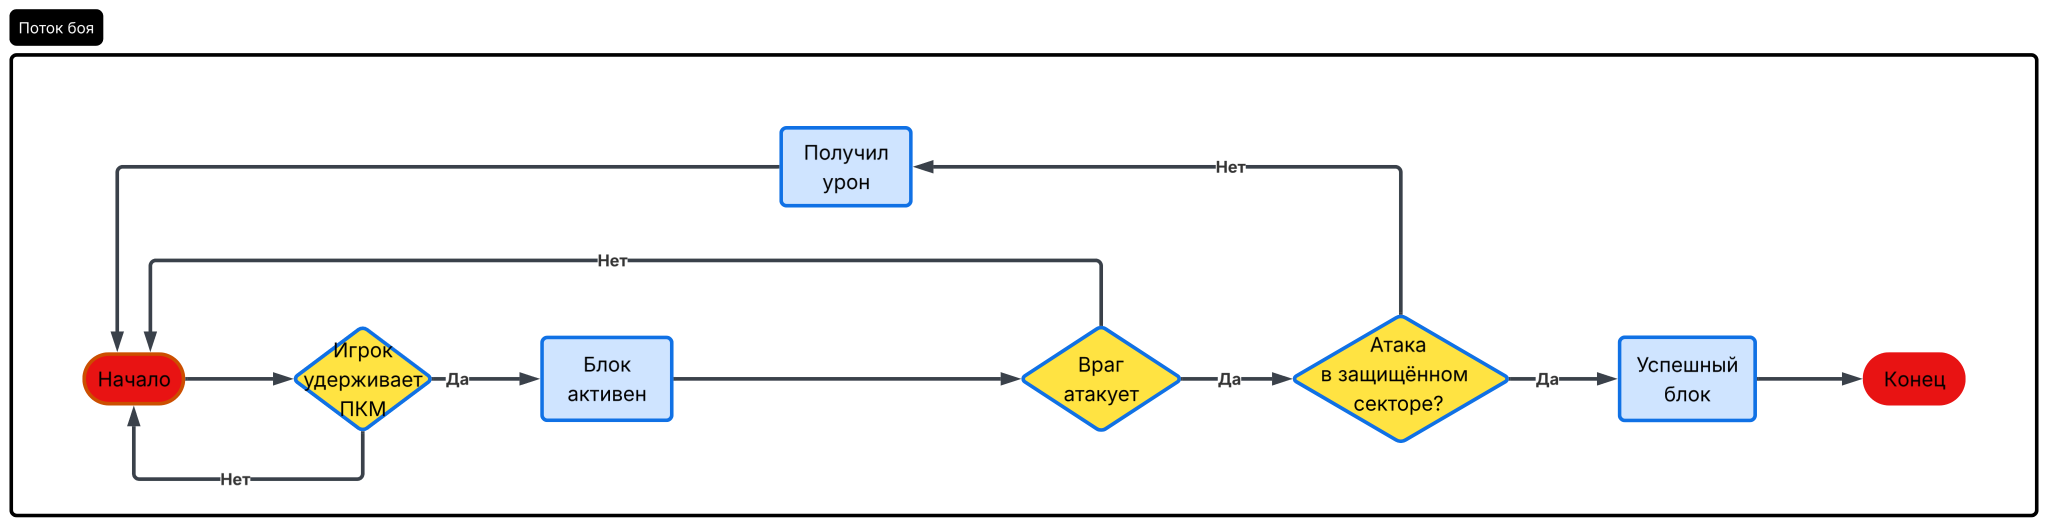 Поток боя
Получил
урон
Нет
Нет
Начало
Игрок
удерживает
ПКМ
Да
Блок
активен
Враг
атакует
Да
Атака
в защищённом
секторе?
Да
Успешный
блок
Конец
Нет